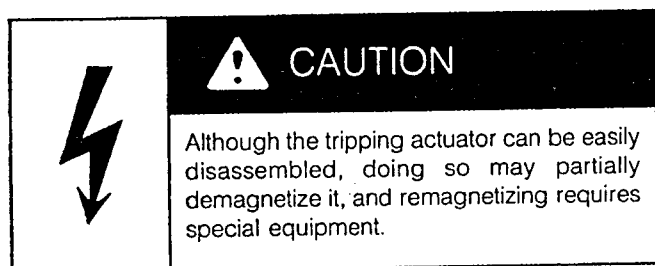 CAUTION
Although the tripping actuator can be easily
disassembled, doing so may partially
demagnetize it, and remagnetizing requires
special equipment.